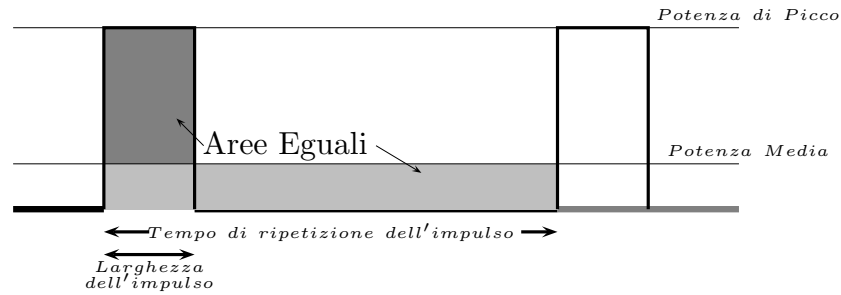 Potenza di Picco
Aree Eguali
Potenza Media
Tempo di ripetizione dell'impulso
Larghezza
dell'impulso